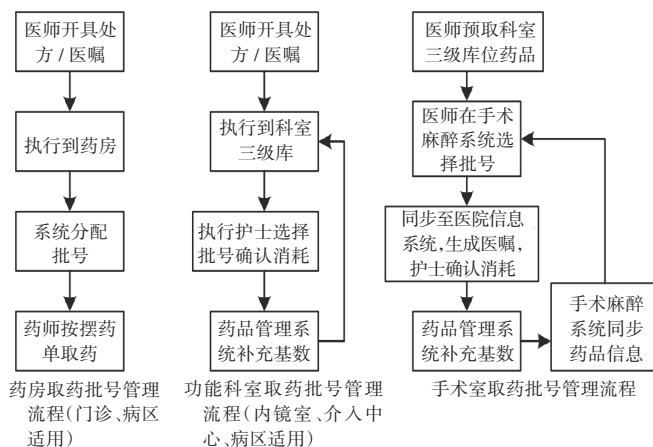 医师开具处
方/医嘱
执行到药房
系统分配
批号
药师按摆药
单取药
药房取药批号管理
流程(门诊、病区
适用)
医师开具处
方/医嘱
执行到科室
三级库
执行护士选择
批号确认消耗
药品管理系
统补充基数
功能科室取药批号管理
流程(内镜室、介入中
心、病区适用)
医师预取科室
三级库位药品
医师在手术
麻醉系统选
择批号
同步至医院信息
系统,生成医嘱,
护士确认消耗
药品管理系
统补充基数
手术麻醉
系统同步
药品信息
手术室取药批号管理流程